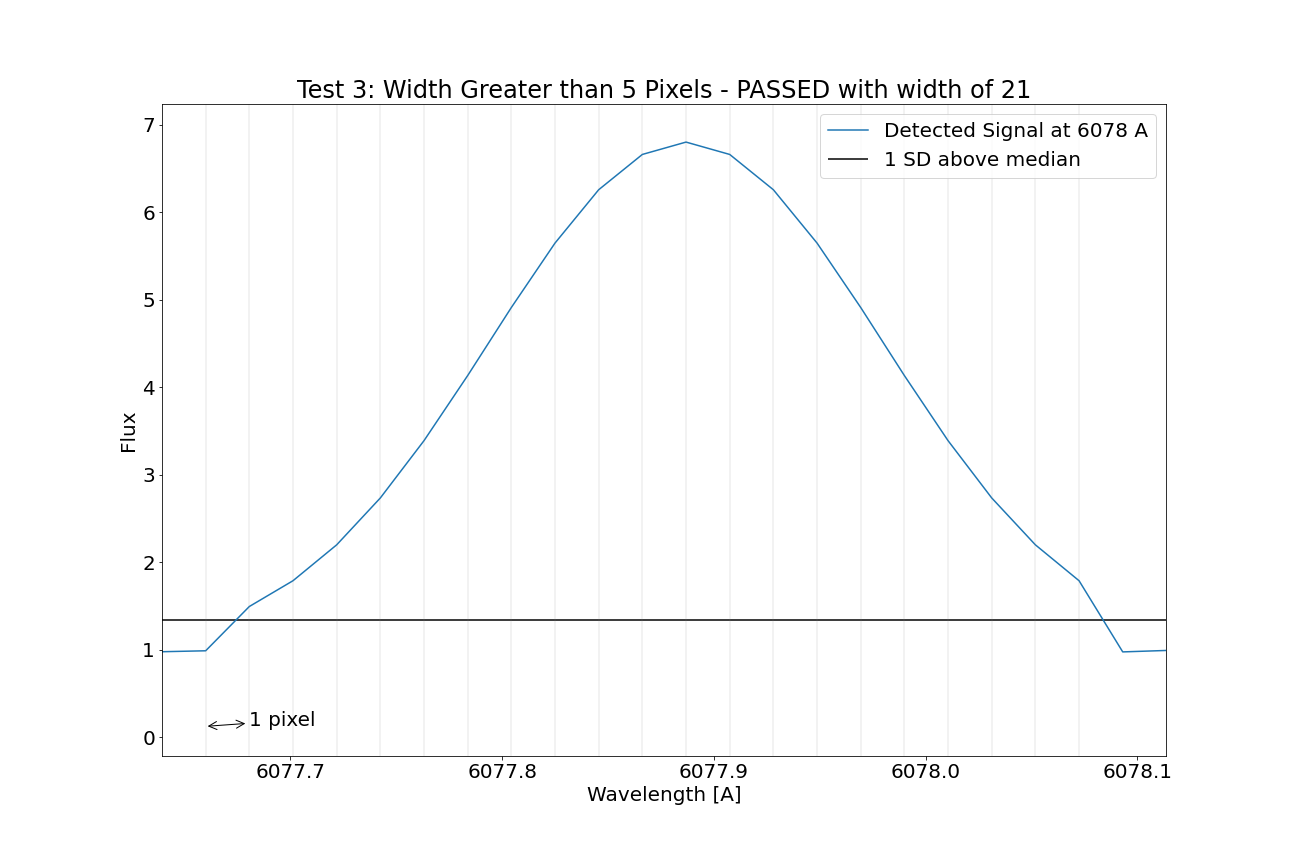 Test 3: Width Greater than 5 Pixels - PASSED with width of 21
Detected Signal at 6078 A
1 SD above median
7
6
5
4
3
2
1
0
Flux
1 pixel
6077.7 6077.8 6077.9 6078.0 6078.1
Wavelength [A]